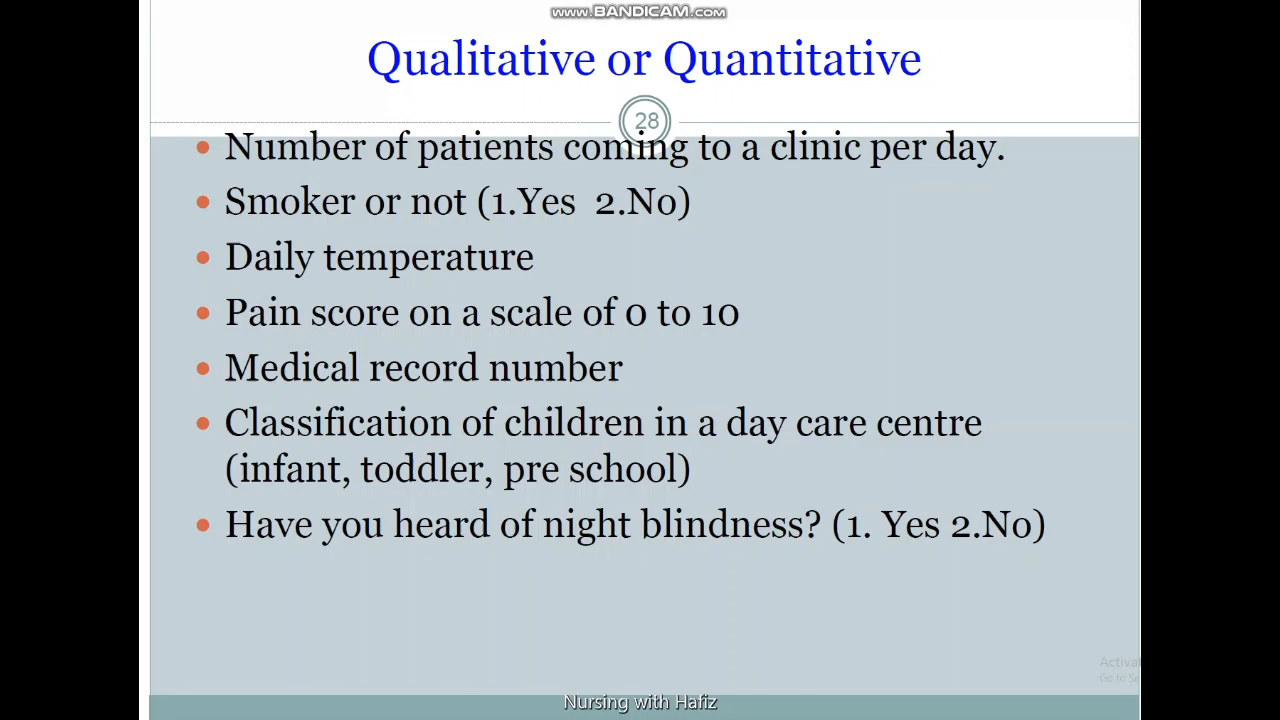 www.BANDICAM.com
Qualitative or Quantitative
28
• Number of patients coming to a clinic per day.
• Smoker or not (1.Yes  2.No)
• Daily temperature
• Pain score on a scale of 0 to 10
• Medical record number
• Classification of children in a day care centre
(infant, toddler, pre school)
• Have you heard of night blindness? (1. Yes 2.No)
Go to
Nursing with Hafiz